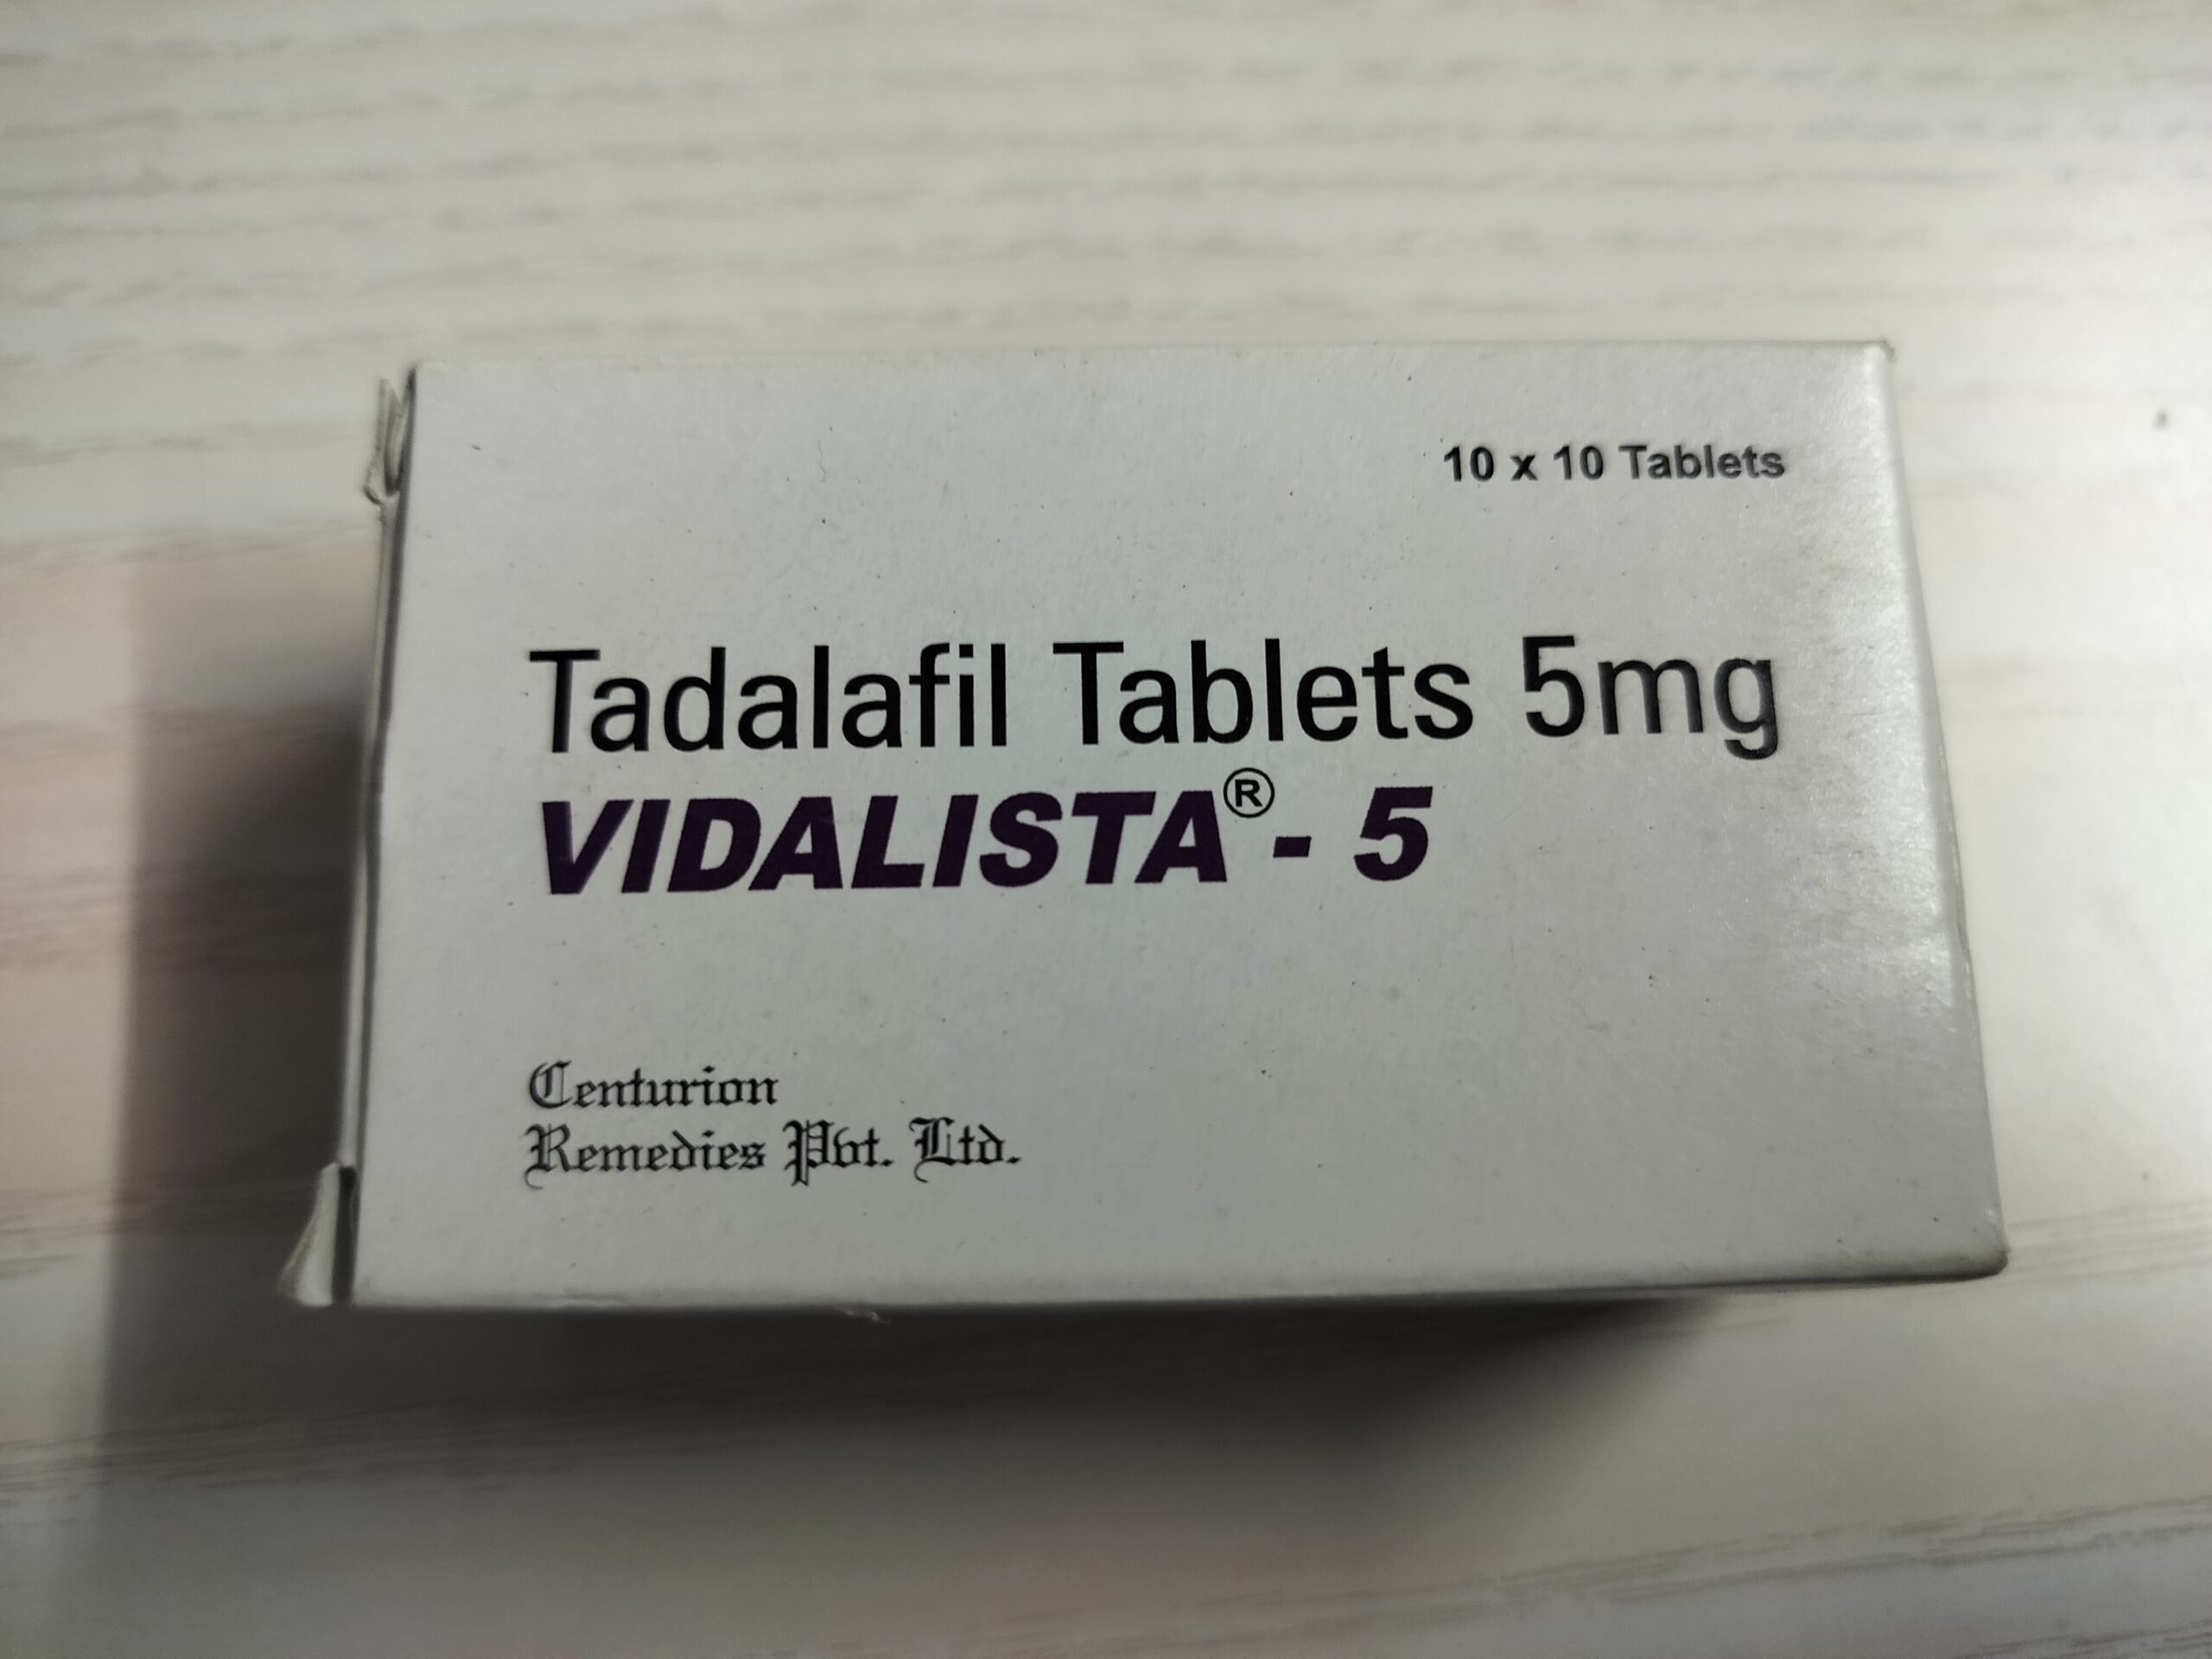 10 x 10 Tablets
Tadalafil Tablets 5mg
VIDALISTA® - 5
Centurion
Remedies Pvt. Ltd.